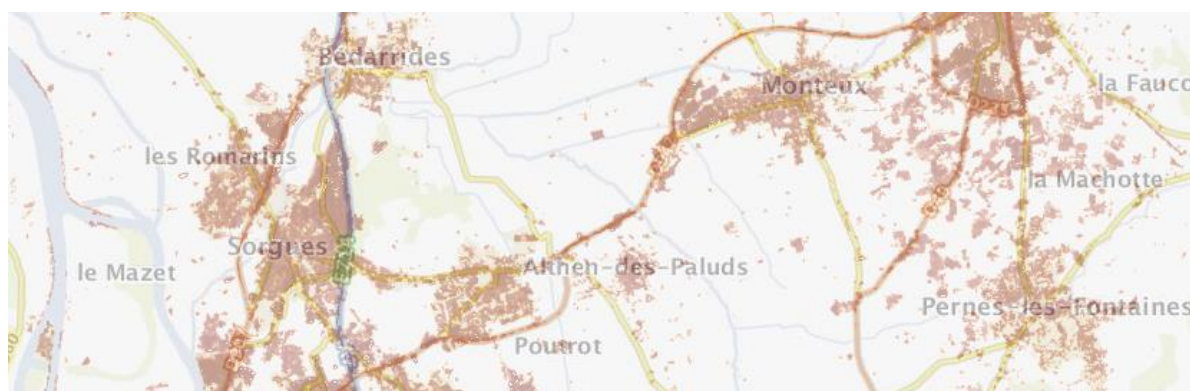 Bédarrides
Monteux
la Fauco
les Romarins
la Machotte
Sorgues
le Mazet
Althen-des-Paluds
Pernes-les-Fontaines
Poutrot